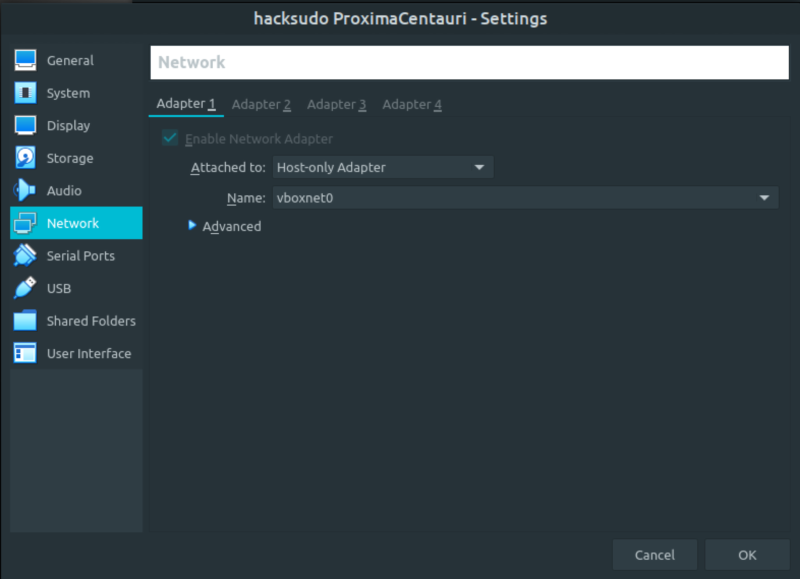 hacksudo ProximaCentauri - Settings
General
System
Display
Storage
Audio
Network
Serial Ports
USB
Shared Folders
User Interface
Network
Adapter 1 Adapter 2 Adapter 3 Adapter 4
Enable Network Adapter
Attached to: Host-only Adapter
Name: vboxnet0
Advanced
Cancel OK